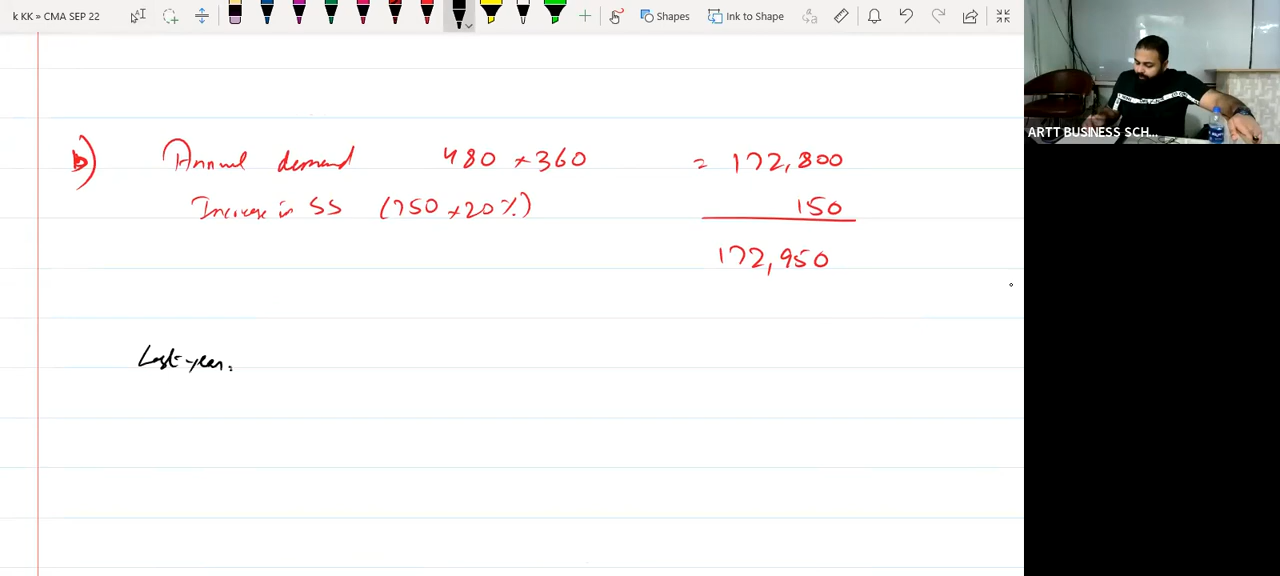 k KK » CMA SEP 22
Shapes
Ink to Shape
ARTT BUSINESS SCH...
b) Annual demand 480 × 360 = 172,800
Increase in SS (750 × 20%) 150
172,950
Last year.